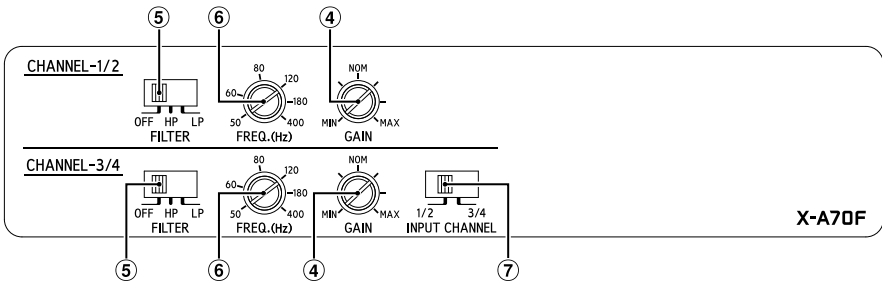 ⑤ ⑥ ④
CHANNEL-1/2
OFF HP LP
FILTER
50 60 80 120 180 400
FREQ.(Hz)
MIN NOM MAX
GAIN
CHANNEL-3/4
OFF HP LP
FILTER
50 60 80 120 180 400
FREQ.(Hz)
MIN NOM MAX
GAIN
1/2 3/4
INPUT CHANNEL
X-A70F
⑤ ⑥ ④ ⑦